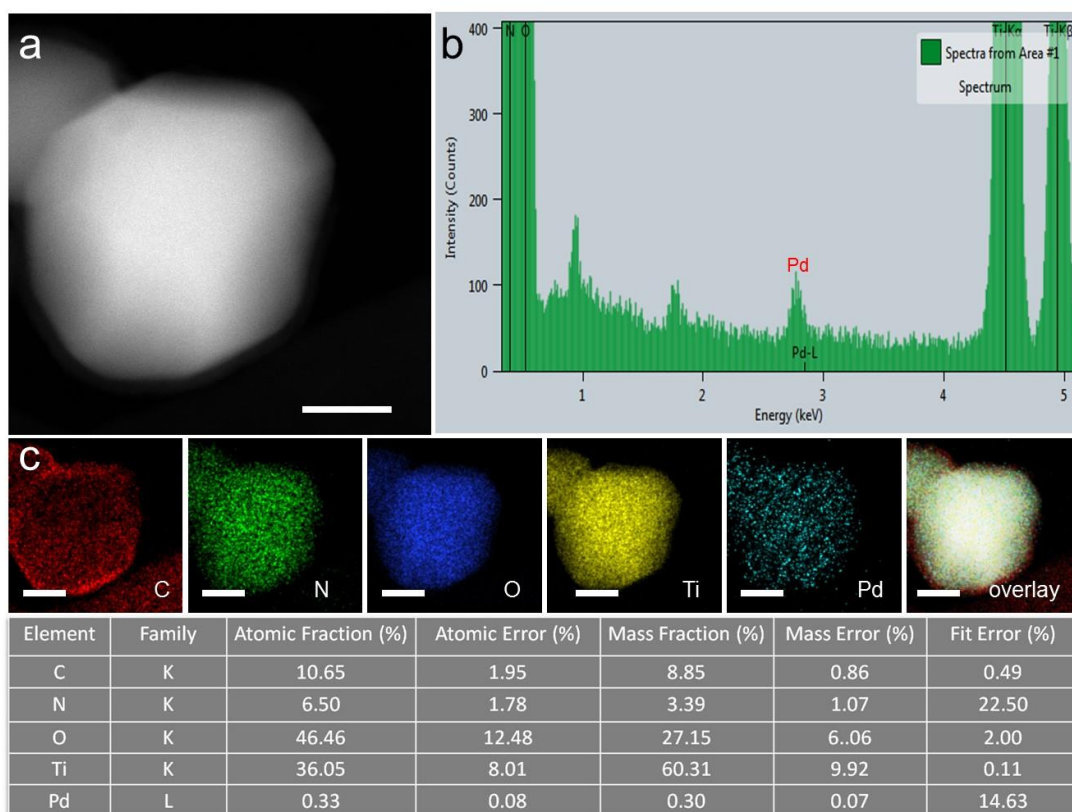 a
b
400
300
200
100
0
Intensity (Counts)
N O Ti-Kα Ti-Kβ
Spectra from Area #1
Spectrum
Pd
Pd-L
1 2 3 4 5
Energy (keV)
c
C N O Ti Pd overlay
Element Family Atomic Fraction (%) Atomic Error (%) Mass Fraction (%) Mass Error (%) Fit Error (%)
C K 10.65 1.95 8.85 0.86 0.49
N K 6.50 1.78 3.39 1.07 22.50
O K 46.46 12.48 27.15 6..06 2.00
Ti K 36.05 8.01 60.31 9.92 0.11
Pd L 0.33 0.08 0.30 0.07 14.63